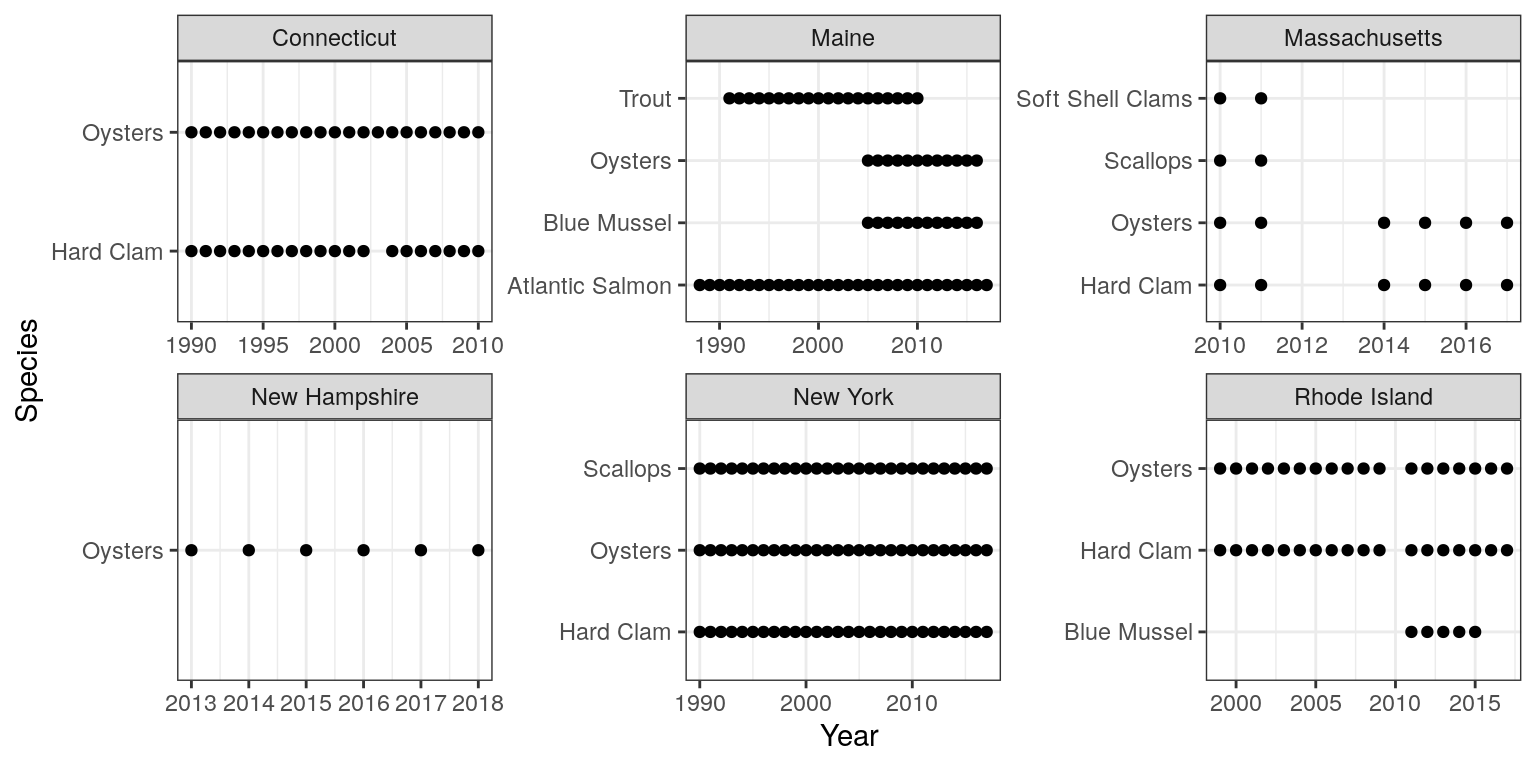 Connecticut
Maine
Massachusetts
Oysters
Hard Clam
1990 1995 2000 2005 2010
Trout
Oysters
Blue Mussel
Atlantic Salmon
1990 2000 2010
Soft Shell Clams
Scallops
Oysters
Hard Clam
2010 2012 2014 2016
Species
New Hampshire
New York
Rhode Island
Oysters
2013 2014 2015 2016 2017 2018
Scallops
Oysters
Hard Clam
1990 2000 2010
Oysters
Hard Clam
Blue Mussel
2000 2005 2010 2015
Year